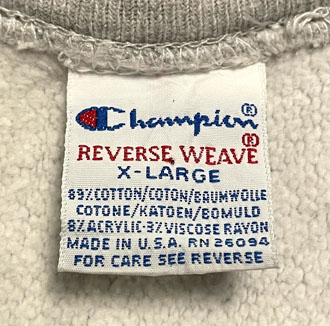 Champion®
REVERSE WEAVE®
X-LARGE
89% COTTON/COTON/BAUMWOLLE
COTONE/KATOEN/BOMULD
8% ACRYLIC·3% VISCOSE RAYON
MADE IN U.S.A. RN 26094
FOR CARE SEE REVERSE